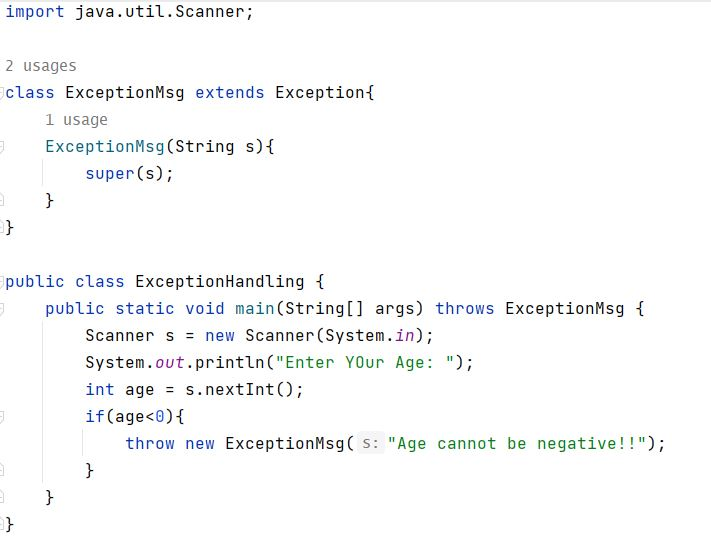 import java.util.Scanner;
2 usages
class ExceptionMsg extends Exception{
1 usage
ExceptionMsg(String s){
super(s);
}
}
public class ExceptionHandling {
public static void main(String[] args) throws ExceptionMsg {
Scanner s = new Scanner(System.in);
System.out.println("Enter YOur Age: ");
int age = s.nextInt();
if(age<0){
throw new ExceptionMsg( s: "Age cannot be negative!!");
}
}
}